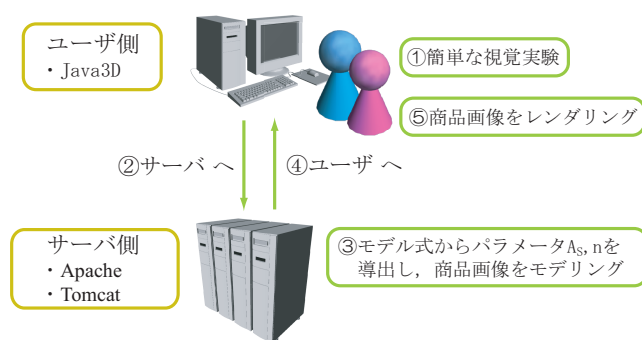 ユーザ側
・Java3D
①簡単な視覚実験
⑤商品画像をレンダリング
②サーバ へ
④ユーザ へ
サーバ側
・Apache
・Tomcat
③モデル式からパラメータAs,nを
導出し，商品画像をモデリング